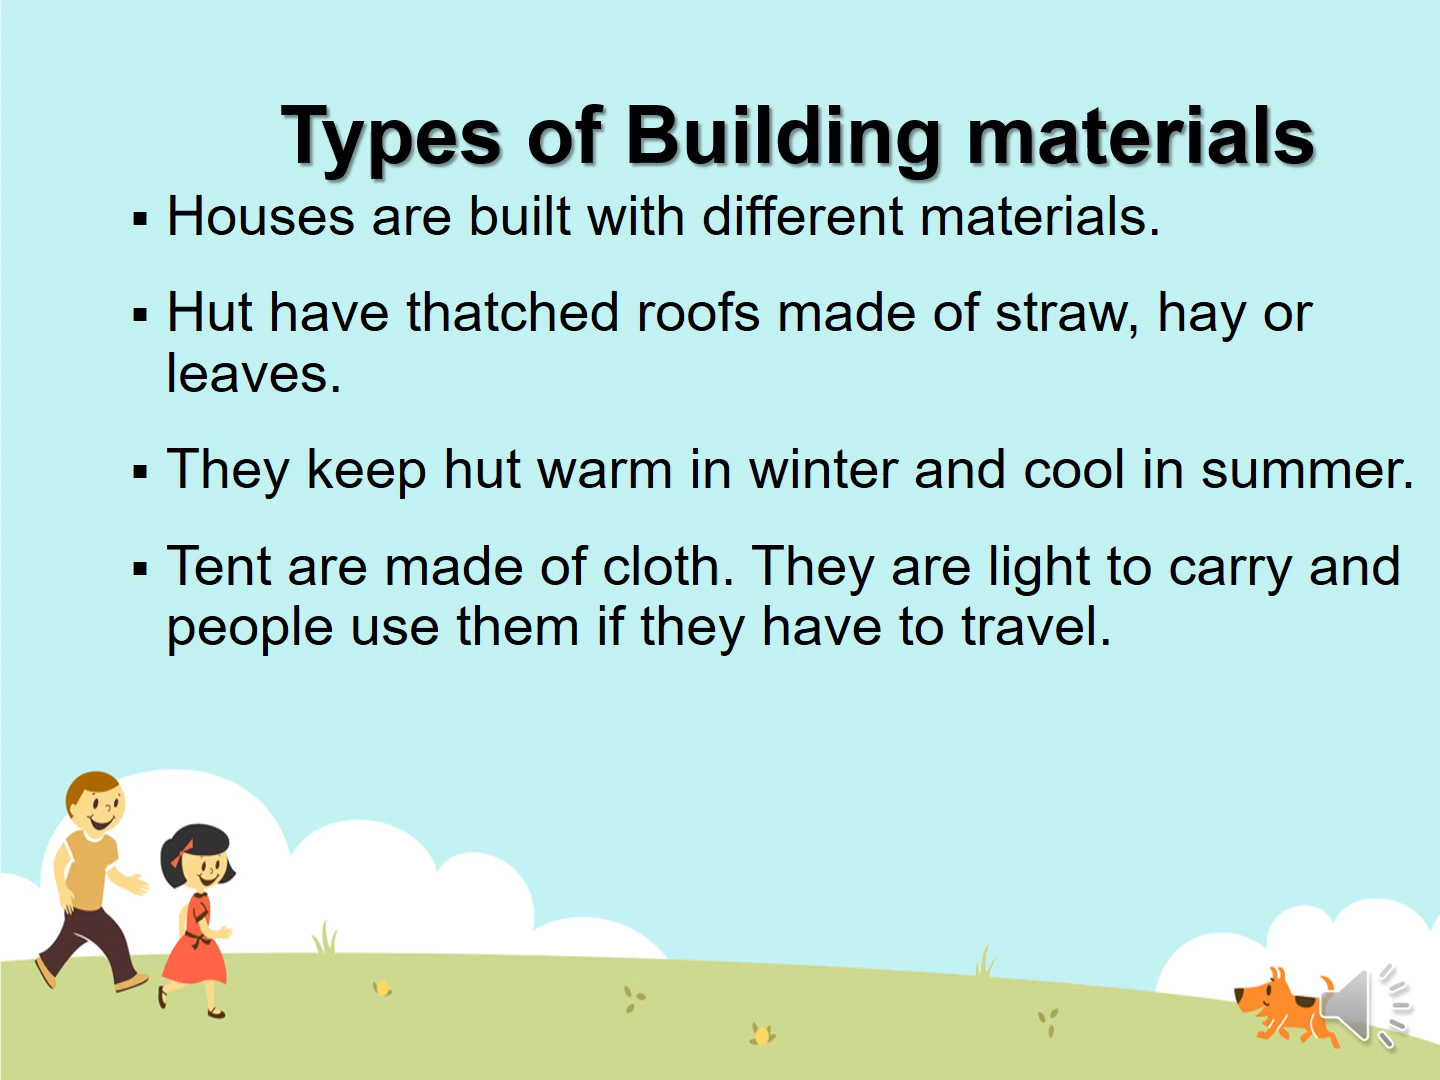 Types of Building materials
▪ Houses are built with different materials.
▪ Hut have thatched roofs made of straw, hay or
leaves.
▪ They keep hut warm in winter and cool in summer.
▪ Tent are made of cloth. They are light to carry and
people use them if they have to travel.